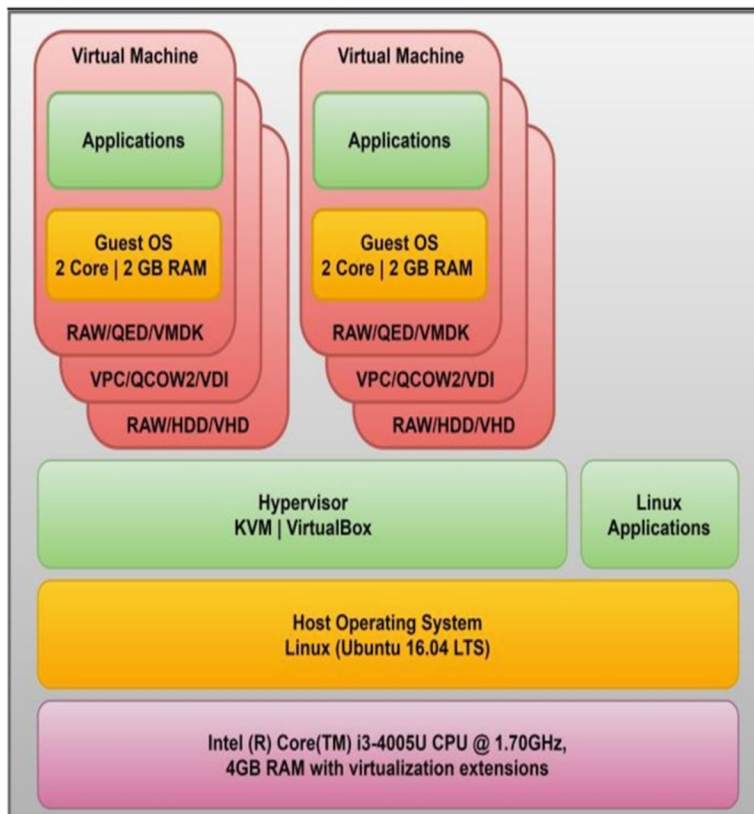 Virtual Machine
Applications
Guest OS
2 Core | 2 GB RAM
RAW/QED/VMDK
VPC/QCOW2/VDI
RAW/HDD/VHD
Virtual Machine
Applications
Guest OS
2 Core | 2 GB RAM
RAW/QED/VMDK
VPC/QCOW2/VDI
RAW/HDD/VHD
Hypervisor
KVM | VirtualBox
Linux
Applications
Host Operating System
Linux (Ubuntu 16.04 LTS)
Intel (R) Core(TM) i3-4005U CPU @ 1.70GHz,
4GB RAM with virtualization extensions